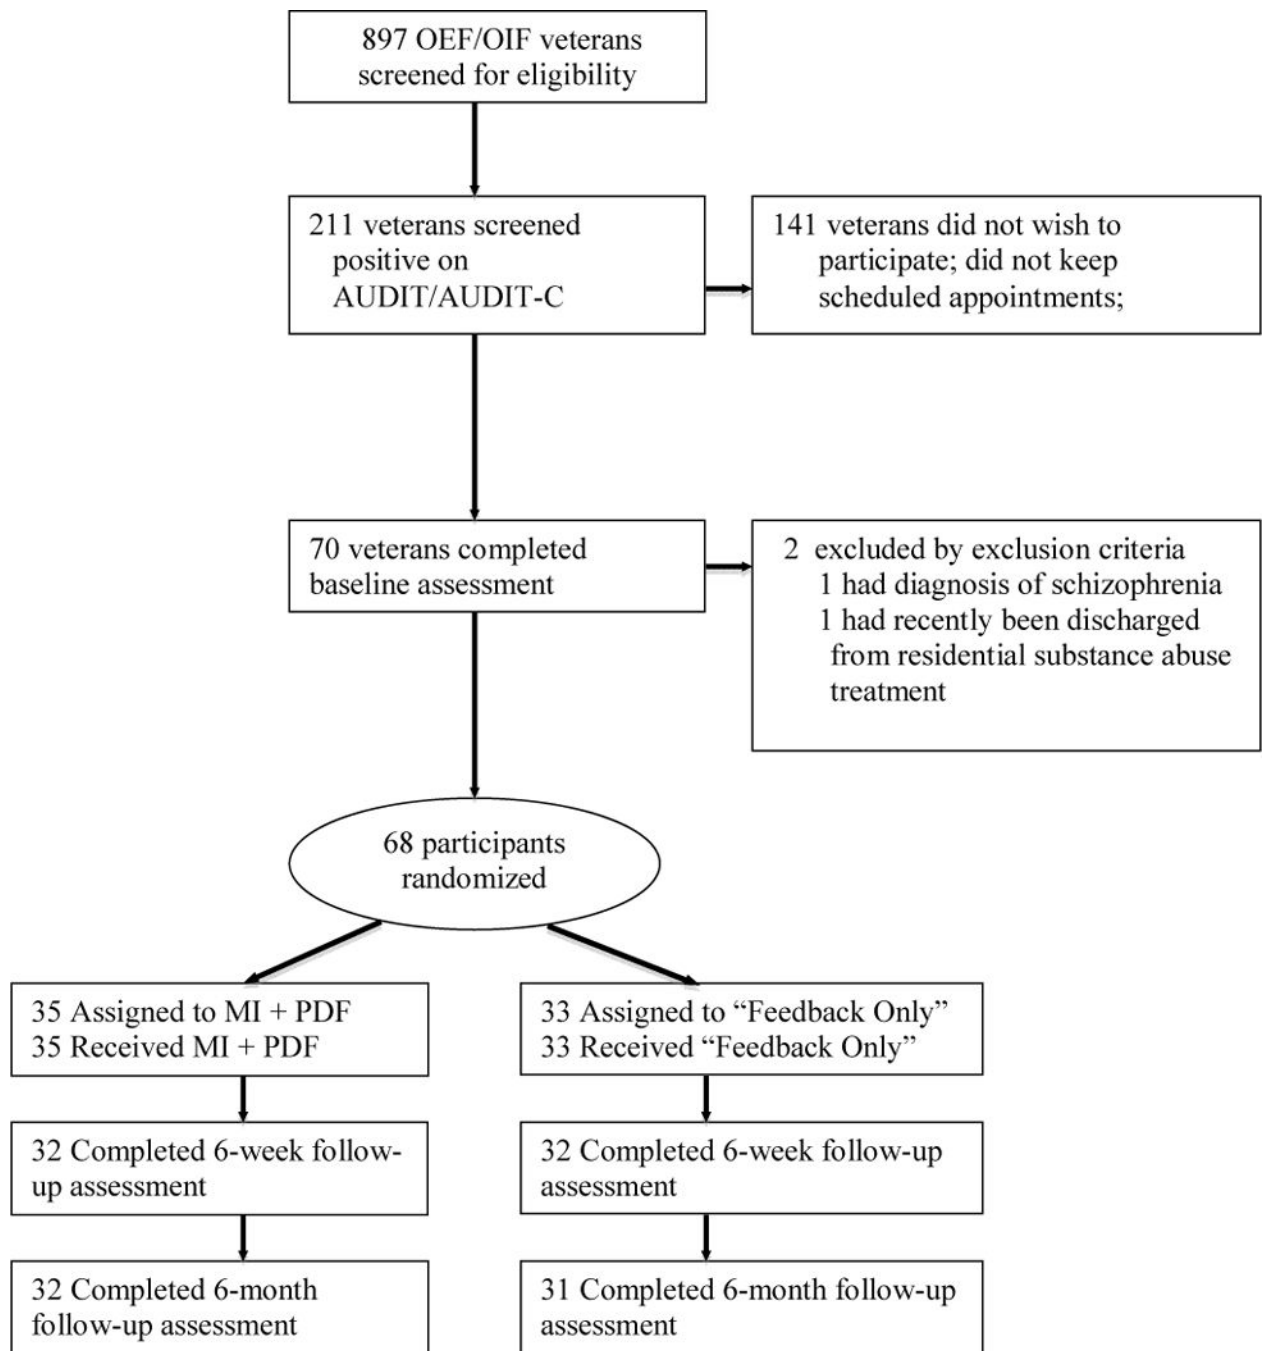 897 OEF/OIF veterans
screened for eligibility
211 veterans screened
positive on
AUDIT/AUDIT-C
141 veterans did not wish to
participate; did not keep
scheduled appointments;
70 veterans completed
baseline assessment
2 excluded by exclusion criteria
1 had diagnosis of schizophrenia
1 had recently been discharged
from residential substance abuse
treatment
68 participants
randomized
35 Assigned to MI + PDF
35 Received MI + PDF
33 Assigned to “Feedback Only”
33 Received “Feedback Only”
32 Completed 6-week follow-
up assessment
32 Completed 6-week follow-up
assessment
32 Completed 6-month
follow-up assessment
31 Completed 6-month follow-up
assessment